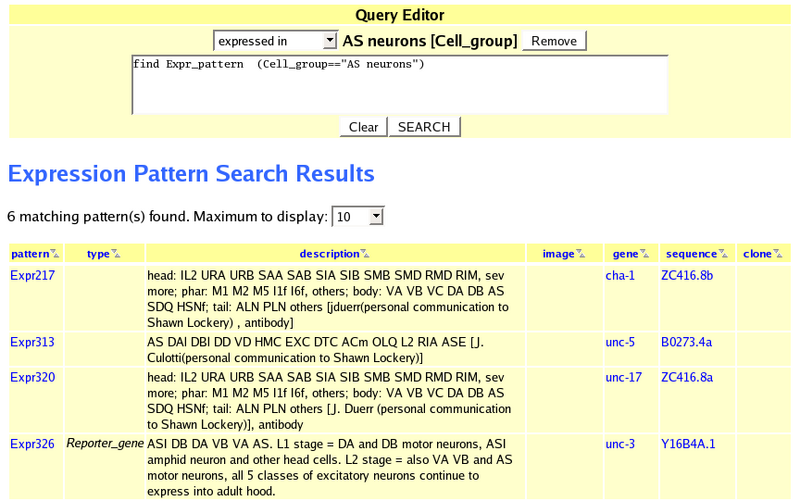 Query Editor
expressed in AS neurons [Cell_group] Remove
find Expr_pattern (Cell_group=="AS neurons")
Clear SEARCH
Expression Pattern Search Results
6 matching pattern(s) found. Maximum to display: 10
pattern type description image gene sequence clone
Expr217 head: IL2 URA URB SAA SAB SIA SIB SMB SMD RMD RIM, sev cha-1 ZC416.8b
more; phar: M1 M2 M5 I1f I6f, others; body: VA VB VC DA DB AS
SDQ HSNf; tail: ALN PLN others [jduerr(personal communication to
Shawn Lockery) , antibody]
Expr313 AS DAI DBI DD VD HMC EXC DTC ACm OLQ L2 RIA ASE [J. unc-5 B0273.4a
Culotti(personal communication to Shawn Lockery)]
Expr320 head: IL2 URA URB SAA SAB SIA SIB SMB SMD RMD RIM, sev unc-17 ZC416.8a
more; phar: M1 M2 M5 I1f I6f, others; body: VA VB VC DA DB AS
SDQ HSNf; tail: ALN PLN others [J. Duerr (personal communication
to Shawn Lockery)], antibody
Expr326 Reporter_gene ASI DB DA VB VA AS. L1 stage = DA and DB motor neurons, ASI unc-3 Y16B4A.1
amphid neuron and other head cells. L2 stage = also VA VB and AS
motor neurons, all 5 classes of excitatory neurons continue to
express into adult hood.